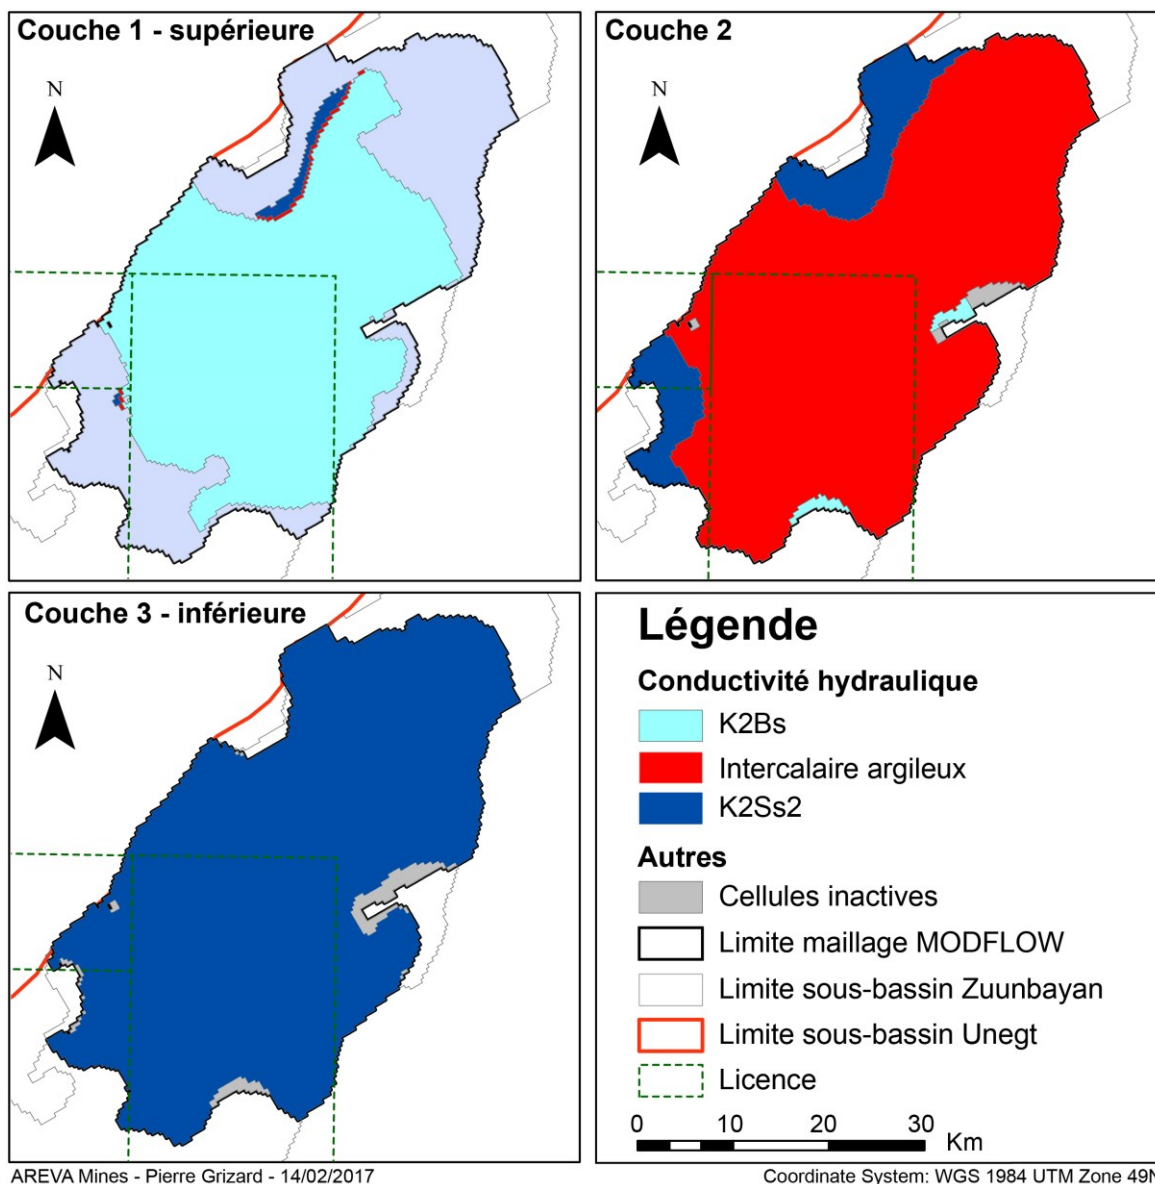 Couche 1 - supérieure
N
Couche 2
N
Couche 3 - inférieure
N
Légende
Conductivité hydraulique
K2Bs
Intercalaire argileux
K2Ss2
Autres
Cellules inactives
Limite maillage MODFLOW
Limite sous-bassin Zuunbayan
Limite sous-bassin Unegt
Licence
0 10 20 30
Km
AREVA Mines - Pierre Grizard - 14/02/2017
Coordinate System: WGS 1984 UTM Zone 49N